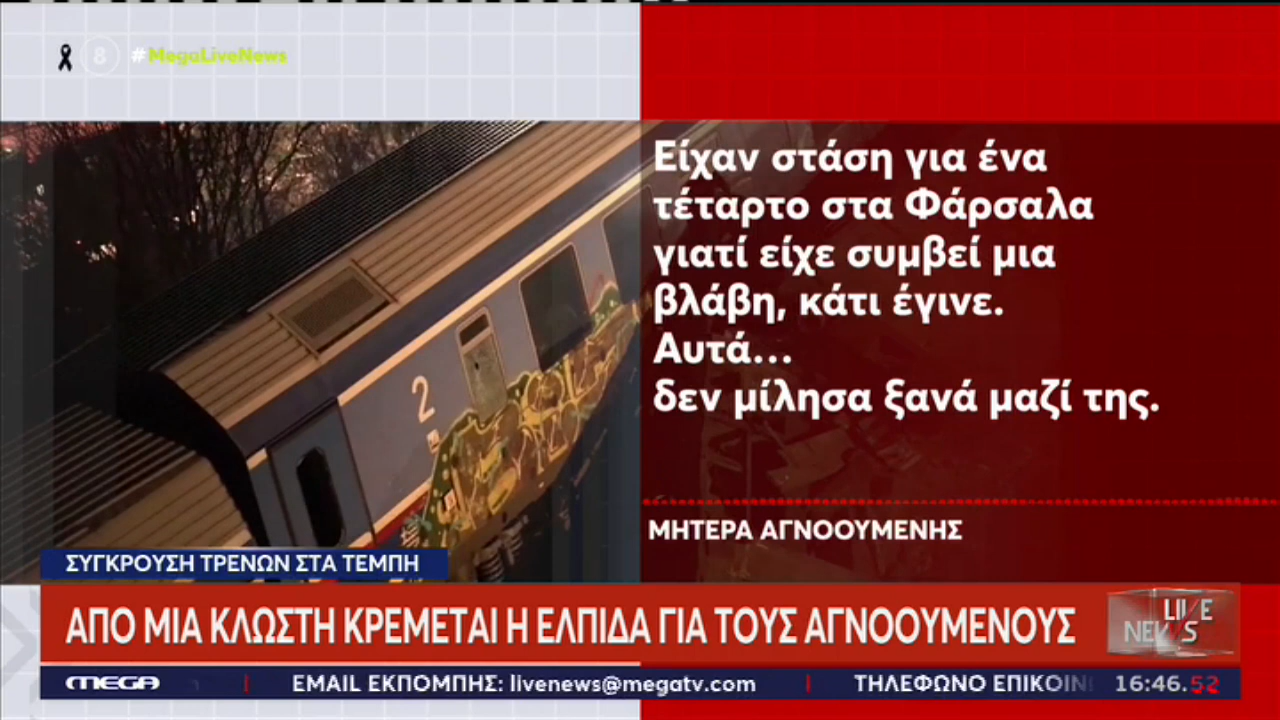 8 #MegaLiveNews
Είχαν στάση για ένα
τέταρτο στα Φάρσαλα
γιατί είχε συμβεί μια
βλάβη, κάτι έγινε.
Αυτά...
δεν μίλησα ξανά μαζί της.
ΜΗΤΕΡΑ ΑΓΝΟΟΥΜΕΝΗΣ
2
ΣΥΓΚΡΟΥΣΗ ΤΡΕΝΩΝ ΣΤΑ ΤΕΜΠΗ
ΑΠΟ ΜΙΑ ΚΛΩΣΤΗ ΚΡΕΜΕΤΑΙ Η ΕΛΠΙΔΑ ΓΙΑ ΤΟΥΣ ΑΓΝΟΟΥΜΕΝΟΥΣ
LIVE
NEWS
MEGA | EMAIL ΕΚΠΟΜΠΗΣ: livenews@megatv.com | ΤΗΛΕΦΩΝΟ ΕΠΙΚΟΙΝ 16:46.52